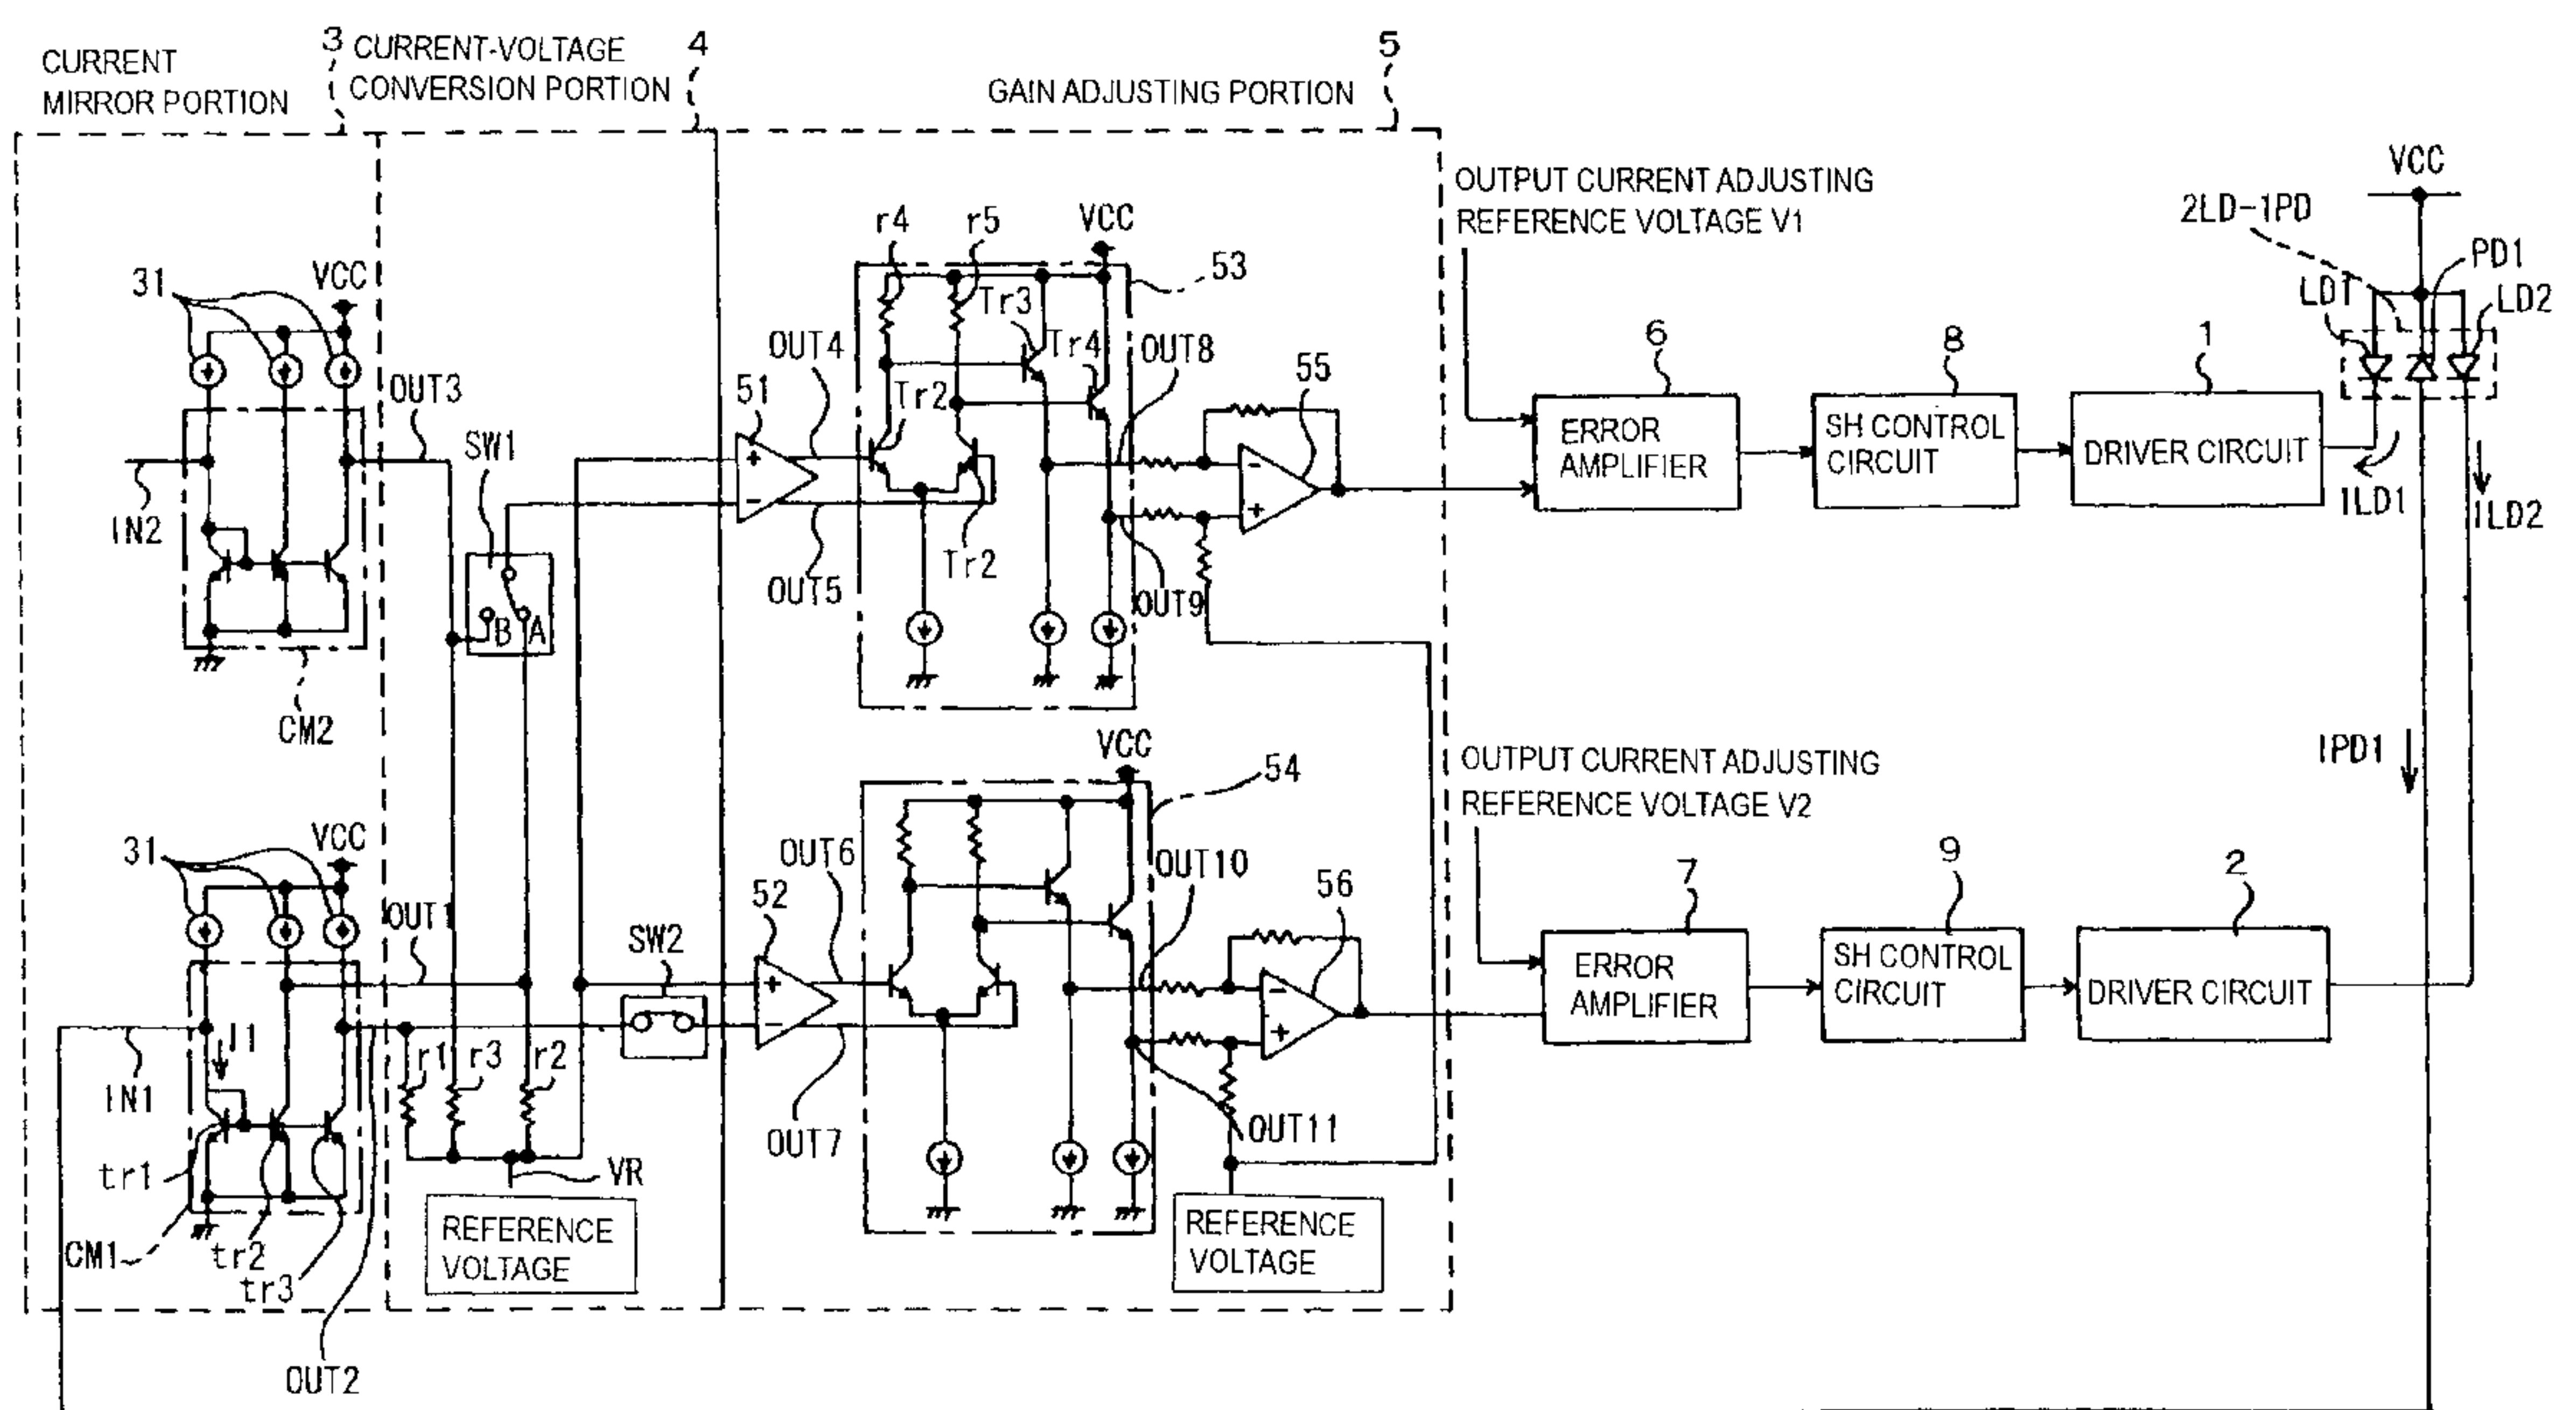 CURRENT
MIRROR PORTION
3
CURRENT-VOLTAGE
CONVERSION PORTION
4
GAIN ADJUSTING PORTION
5
OUTPUT CURRENT ADJUSTING
REFERENCE VOLTAGE V1
VCC
2LD-1PD
PD1
LD1
LD2
31
VCC
OUT3
SW1
IN2
B
A
CM2
r4
r5
VCC
53
Tr3
Tr4
OUT8
OUT4
51
+
-
Tr2
Tr2
OUT5
OUT9
55
-
+
6
ERROR
AMPLIFIER
8
SH CONTROL
CIRCUIT
1
DRIVER CIRCUIT
ILD1
ILD2
IPD1
31
VCC
OUT1
SW2
IN1
I1
r1
r3
r2
tr1
VR
CM1
tr2
tr3
OUT2
REFERENCE
VOLTAGE
VCC
54
OUT6
52
+
-
OUT10
OUT7
OUT11
56
-
+
REFERENCE
VOLTAGE
OUTPUT CURRENT ADJUSTING
REFERENCE VOLTAGE V2
7
ERROR
AMPLIFIER
9
SH CONTROL
CIRCUIT
2
DRIVER CIRCUIT